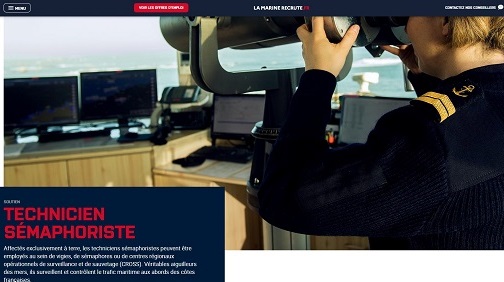 MENU
VOIR LES OFFRES D'EMPLOI
LA MARINE RECRUTE.FR
CONTACTEZ NOS CONSEILLERS
SOUTIEN
TECHNICIEN
SÉMAPHORISTE
Affectés exclusivement à terre, les techniciens sémaphoristes peuvent être
employés au sein de vigies, de sémaphores ou de centres régionaux
opérationnels de surveillance et de sauvetage (CROSS). Véritables aiguilleurs
des mers, ils surveillent et contrôlent le trafic maritime aux abords des côtes
françaises.